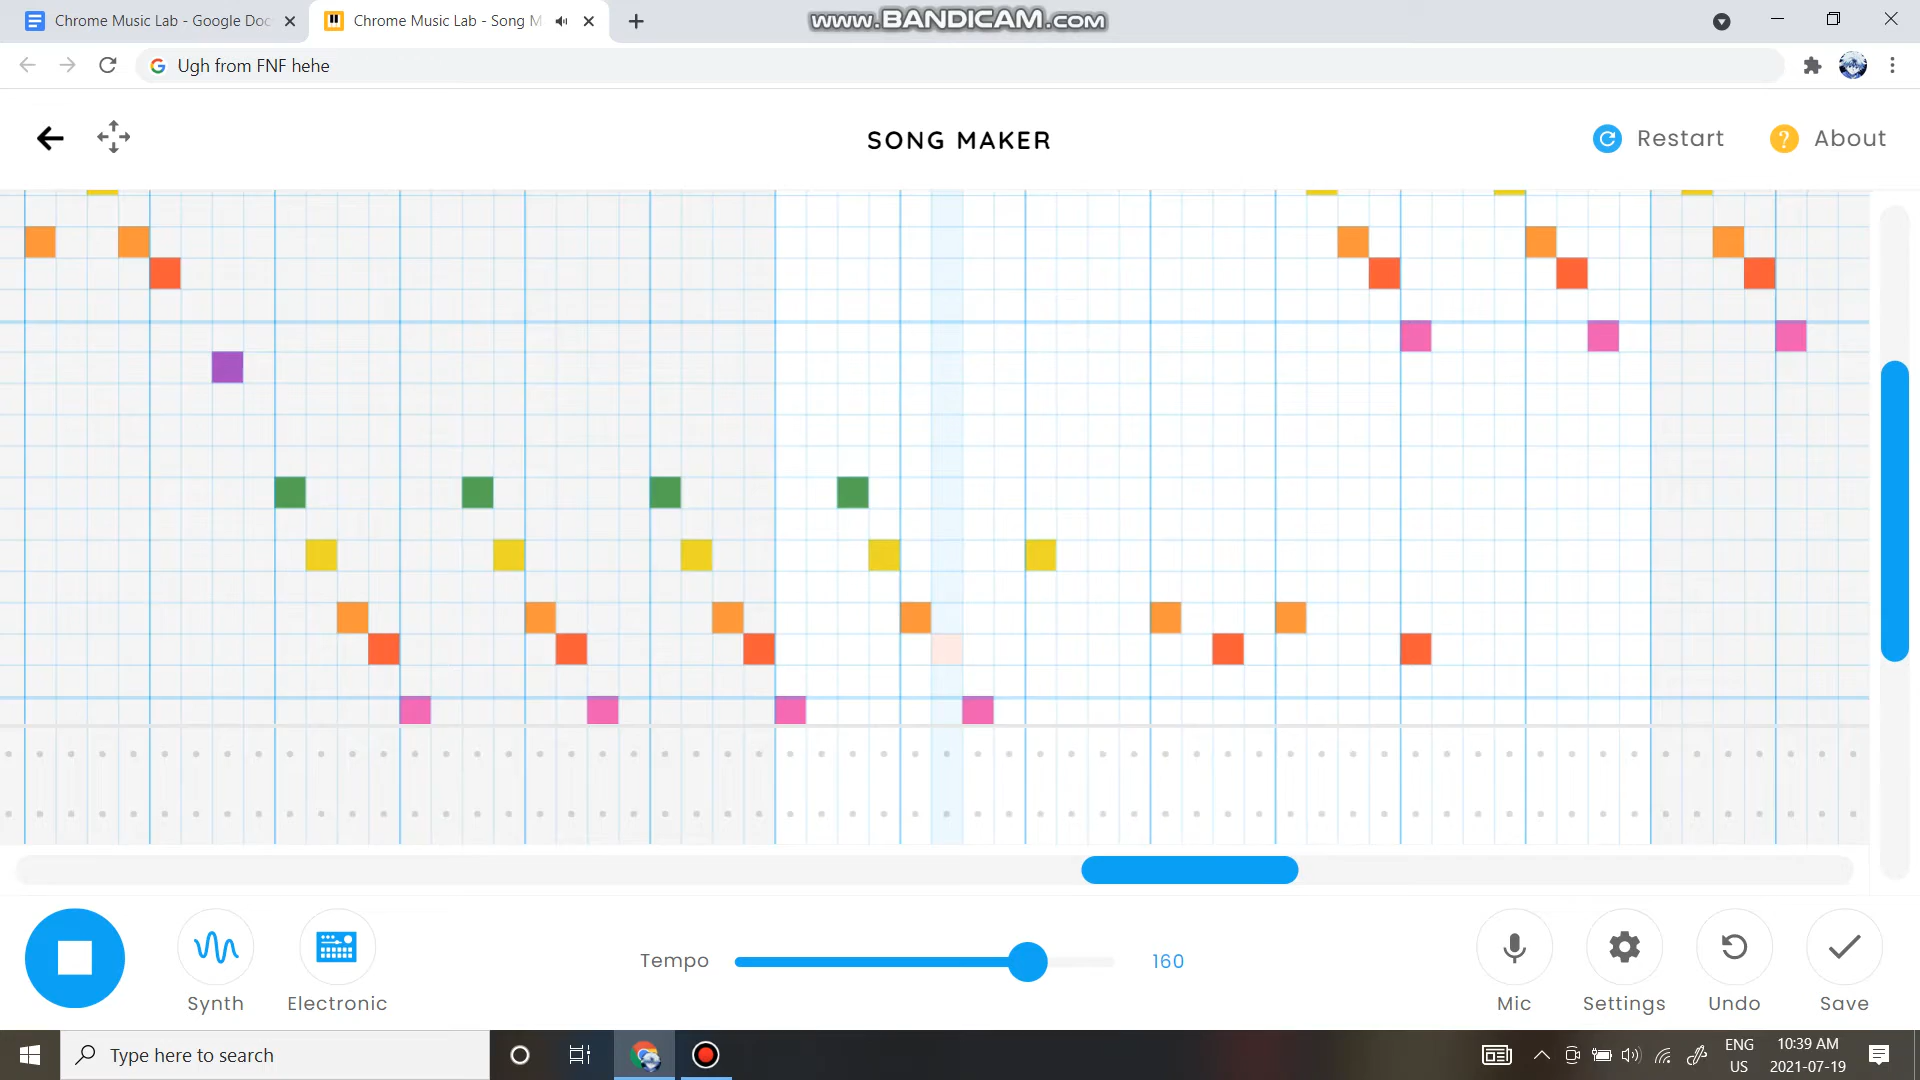 Chrome Music Lab - Google Doc
Chrome Music Lab - Song M
www.BANDICAM.com
Ugh from FNF hehe
SONG MAKER
Restart
? About
Tempo
160
Synth
Electronic
Mic
Settings
Undo
Save
Type here to search
ENG
US
10:39 AM
2021-07-19